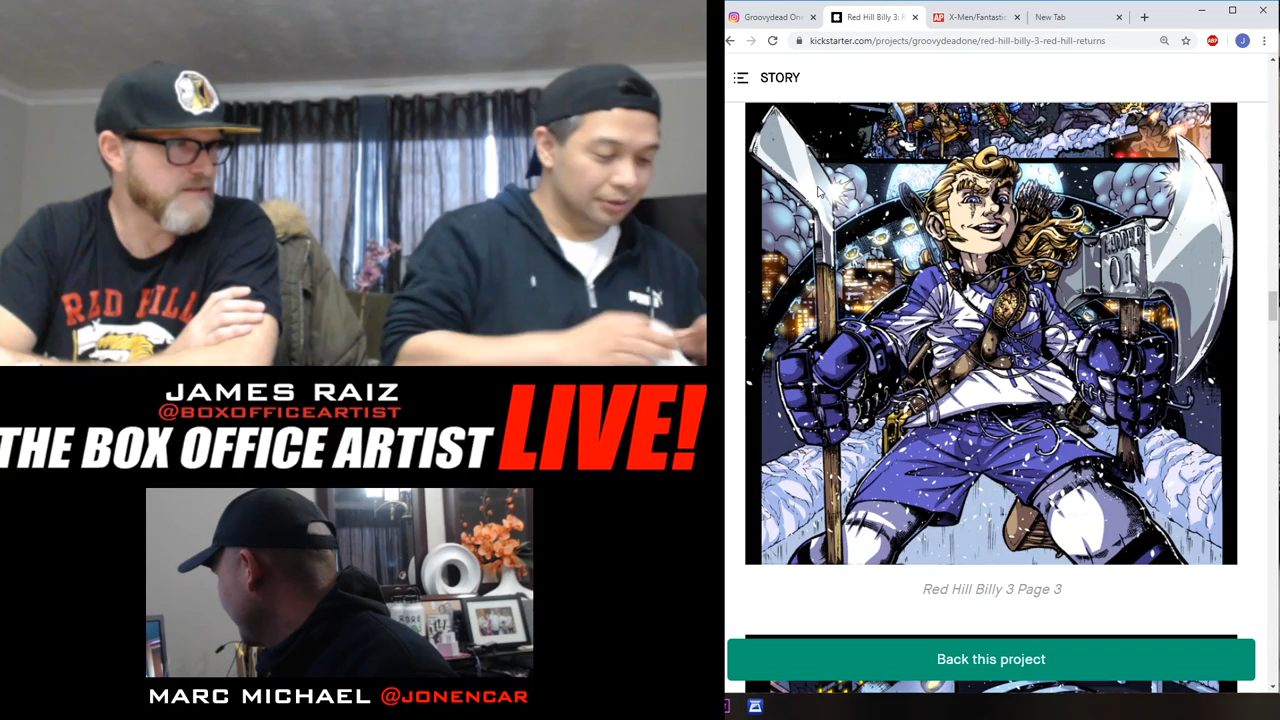 Groovydead On
Red Hill Billy 3: R
X-Men/Fantastic
New Tab
kickstarter.com/projects/groovydeadone/red-hill-billy-3-red-hill-returns
STORY
LADDER
01
Red Hill Billy 3 Page 3
Back this project
RED HILL
PUMA
JAMES RAIZ
@BOXOFFICEARTIST
THE BOX OFFICE ARTIST LIVE!
MARC MICHAEL @JONENCAR